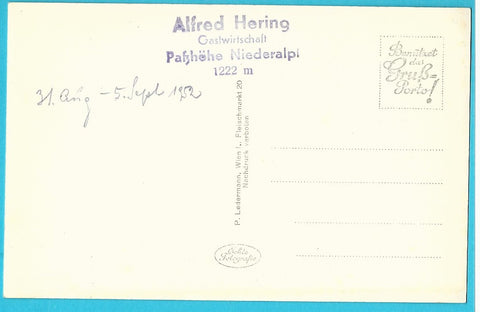 Alfred Hering
Gastwirtschaft
Paßhöhe Niederalpl
1222 m
31. Aug – 5. Sept 1952
Benützet
das
Gruß=
Porto!
P. Ledermann, Wien I., Fleischmarkt 20
Nachdruck verboten
Echte
Fotografie